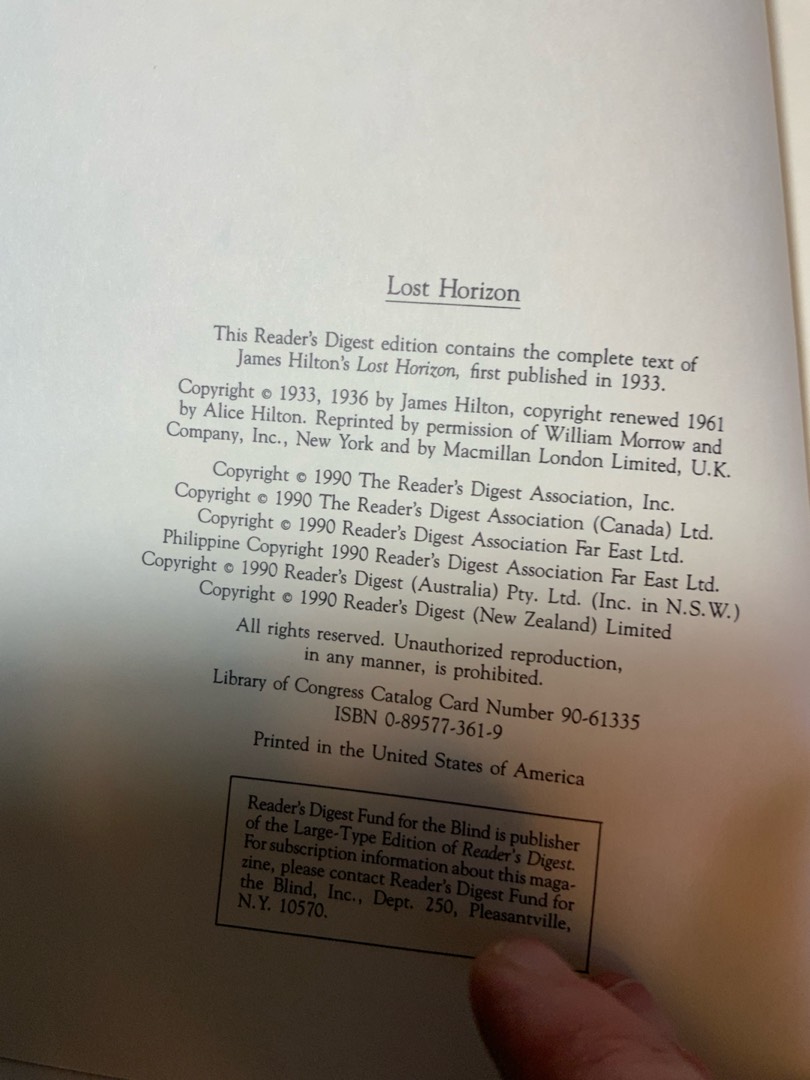 Lost Horizon
This Reader's Digest edition contains the complete text of
James Hilton's Lost Horizon, first published in 1933.
Copyright © 1933, 1936 by James Hilton, copyright renewed 1961
by Alice Hilton. Reprinted by permission of William Morrow and
Company, Inc., New York and by Macmillan London Limited, U.K.
Copyright © 1990 The Reader's Digest Association, Inc.
Copyright © 1990 The Reader's Digest Association (Canada) Ltd.
Copyright © 1990 Reader's Digest Association Far East Ltd.
Philippine Copyright 1990 Reader's Digest Association Far East Ltd.
Copyright © 1990 Reader's Digest (Australia) Pty. Ltd. (Inc. in N.S.W.)
Copyright © 1990 Reader's Digest (New Zealand) Limited
All rights reserved. Unauthorized reproduction,
in any manner, is prohibited.
Library of Congress Catalog Card Number 90-61335
ISBN 0-89577-361-9
Printed in the United States of America
Reader's Digest Fund for the Blind is publisher
of the Large-Type Edition of Reader's Digest.
For subscription information about this maga-
zine, please contact Reader's Digest Fund for
the Blind, Inc., Dept. 250, Pleasantville,
N.Y. 10570.